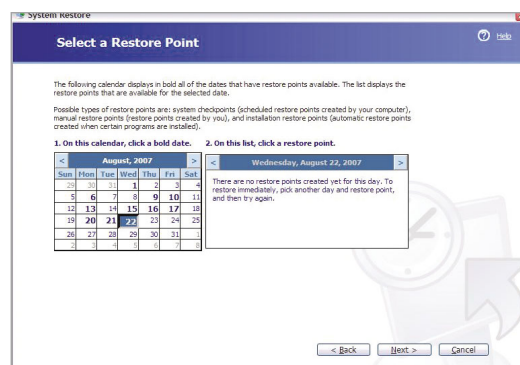 System Restore
Select a Restore Point
Help
The following calendar displays in bold all of the dates that have restore points available. The list displays the
restore points that are available for the selected date.
Possible types of restore points are: system checkpoints (scheduled restore points created by your computer),
manual restore points (restore points created by you), and installation restore points (automatic restore points
created when certain programs are installed).
1. On this calendar, click a bold date. 2. On this list, click a restore point.
< August, 2007 > < Wednesday, August 22, 2007 >
Sun Mon Tue Wed Thu Fri Sat
29 30 31 1 2 3 4
5 6 7 8 9 10 11
12 13 14 15 16 17 18
19 20 21 22 23 24 25
26 27 28 29 30 31 1
2 3 4 5 6 7 8
There are no restore points created yet for this day. To
restore immediately, pick another day and restore point,
and then try again.
< Back Next > Cancel